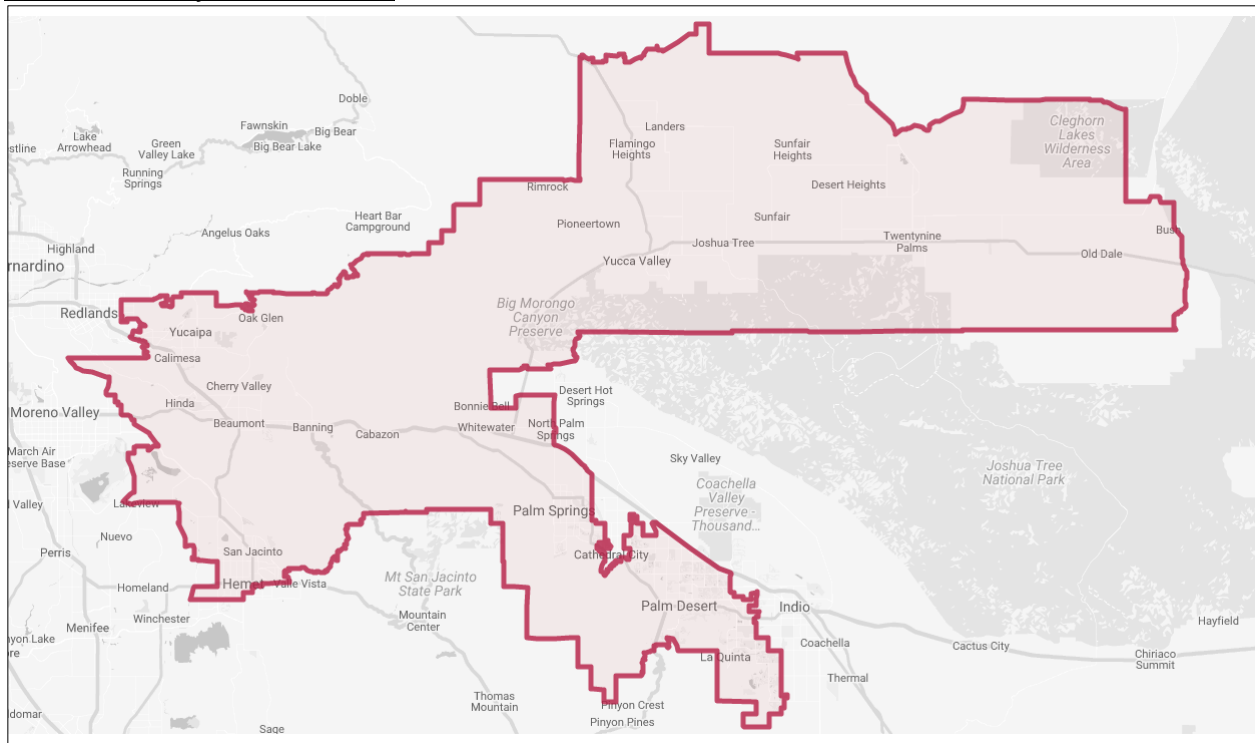 Doble
Fawnskin
Big Bear
Big Bear Lake
Lake
Arrowhead
Green
Valley Lake
Running
Springs
stline
Landers
Flamingo
Heights
Sunfair
Heights
Cleghorn
Lakes
Wilderness
Area
Rimrock
Desert Heights
Heart Bar
Campground
Pioneertown
Sunfair
Angelus Oaks
Highland
rnardino
Joshua Tree
Twentynine
Palms
Yucca Valley
Old Dale
Redlands
Yucaipa
Oak Glen
Big Morongo
Canyon
Preserve
Calimesa
Cherry Valley
Desert Hot
Springs
Moreno Valley
Hinda
Bonnie Bell
Beaumont
Banning
Cabazon
Whitewater
North Palm
Springs
March Air
eserve Base
Sky Valley
Joshua Tree
National Park
Coachella
Valley
Preserve -
Thousand...
l Valley
Lakeview
Palm Springs
Nuevo
Perris
San Jacinto
Cathedral City
Homeland
Hemet
Valle Vista
Mt San Jacinto
State Park
Palm Desert
Indio
Winchester
Menifee
Mountain
Center
Hayfield
nyon Lake
ore
Coachella
Cactus City
La Quinta
Chiriaco
Summit
Thermal
Thomas
Mountain
Pinyon Crest
Pinyon Pines
ldomar
Sage